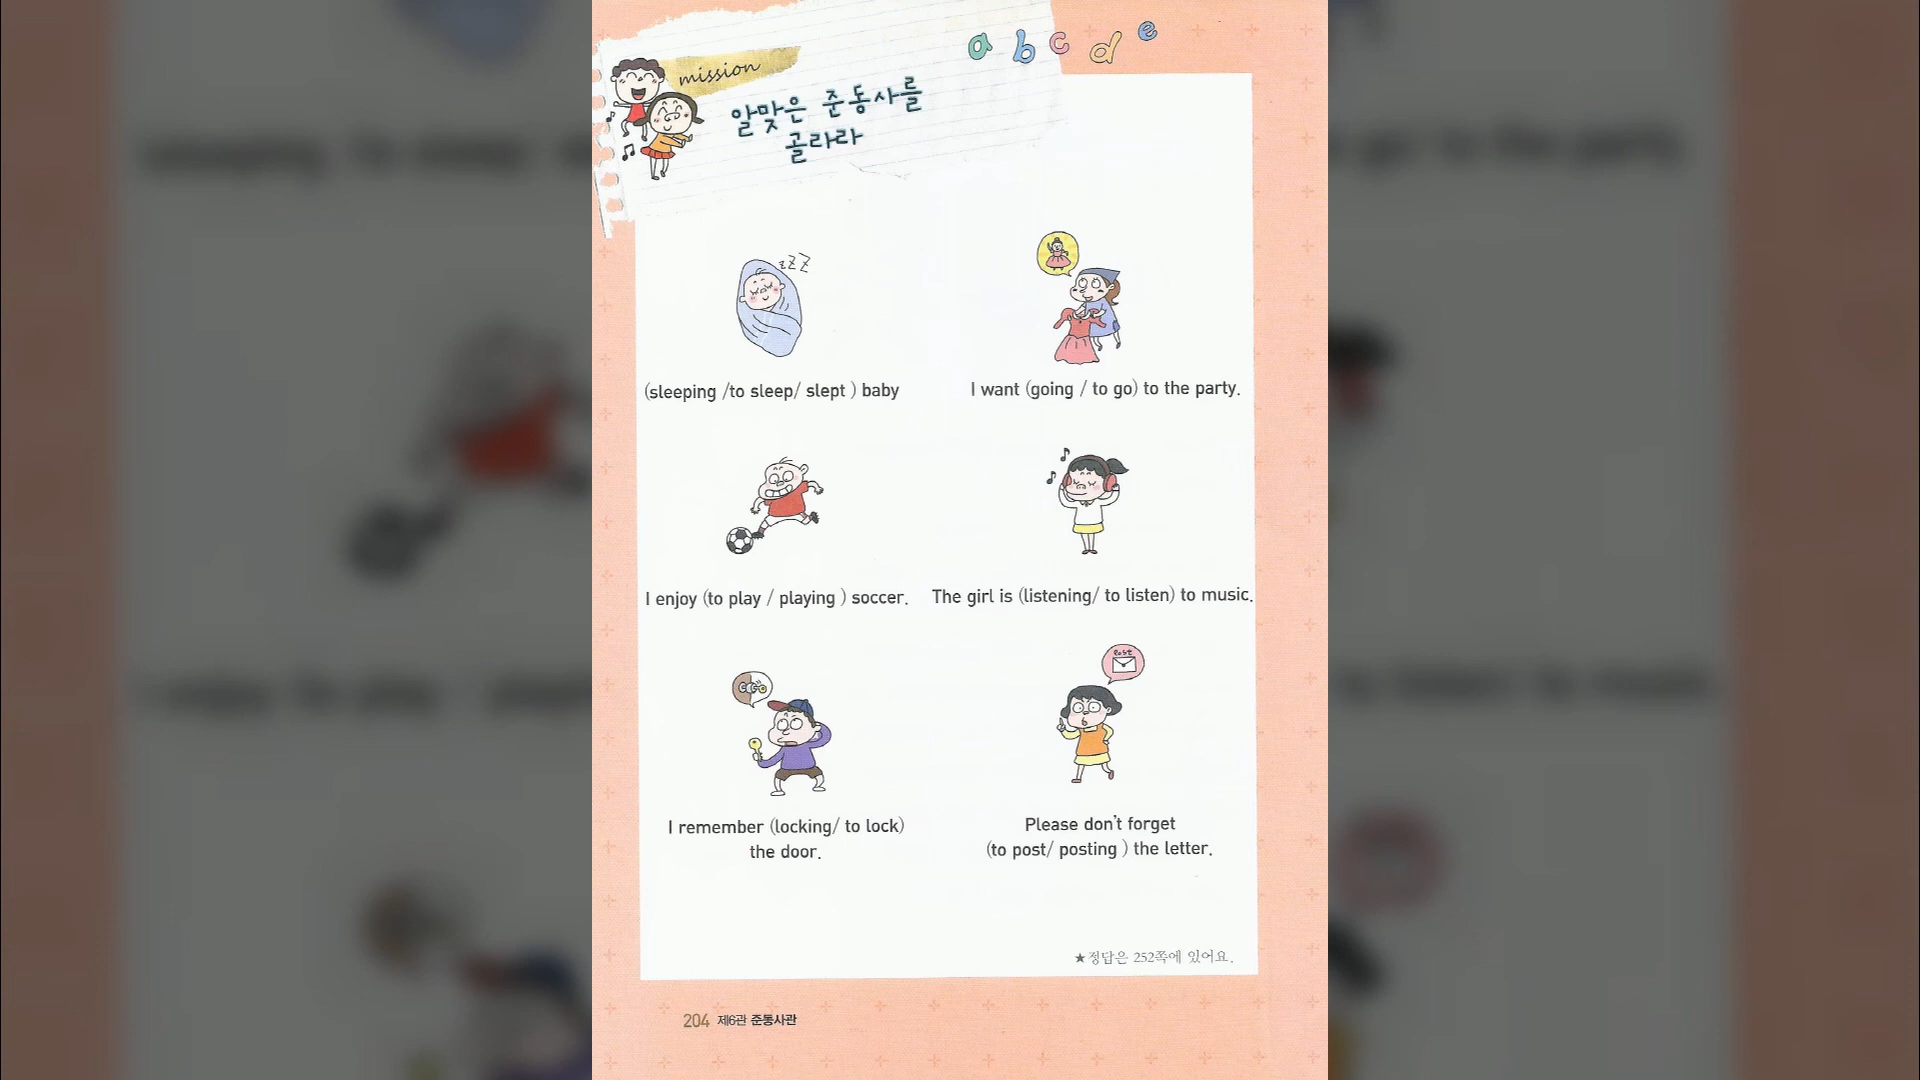 a b c d e
mission
알맞은 준동사를
골라라
zZZ
(sleeping /to sleep/ slept ) baby
I want (going / to go) to the party.
I enjoy (to play / playing ) soccer.
The girl is (listening/ to listen) to music.
I remember (locking/ to lock)
the door.
Post
Please don't forget
(to post/ posting ) the letter.
★정답은 252쪽에 있어요.
204 제6관 준동사관